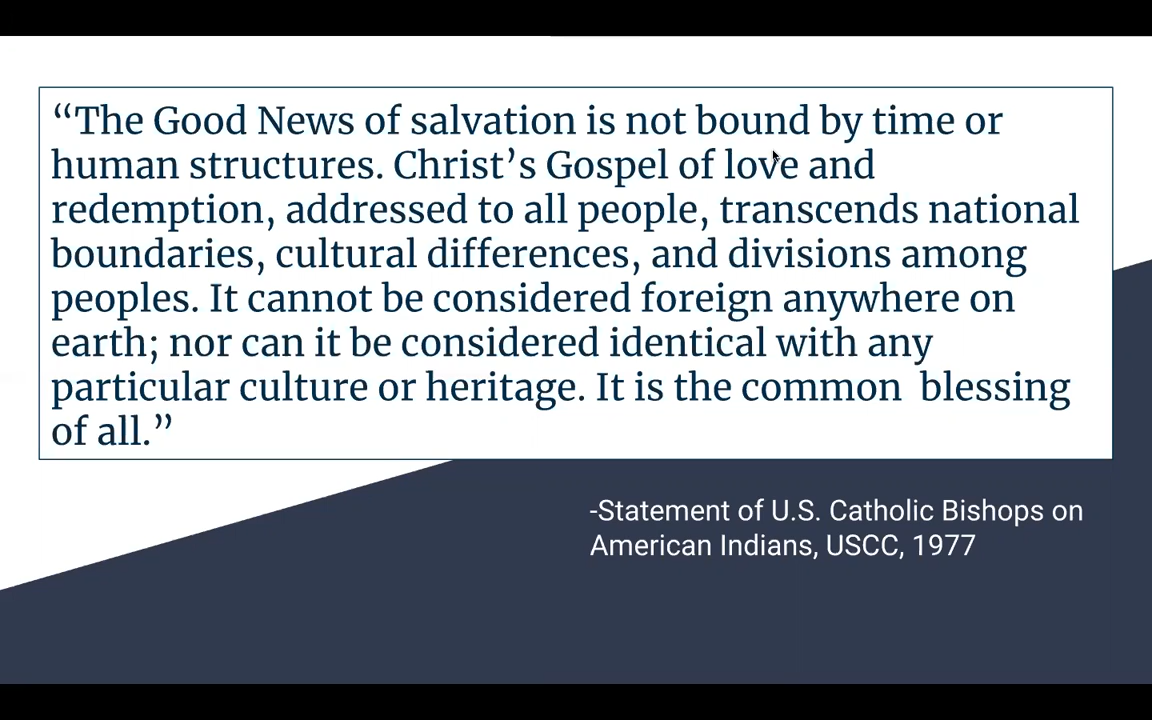 “The Good News of salvation is not bound by time or
human structures. Christ’s Gospel of love and
redemption, addressed to all people, transcends national
boundaries, cultural differences, and divisions among
peoples. It cannot be considered foreign anywhere on
earth; nor can it be considered identical with any
particular culture or heritage. It is the common  blessing
of all.”
-Statement of U.S. Catholic Bishops on
American Indians, USCC, 1977